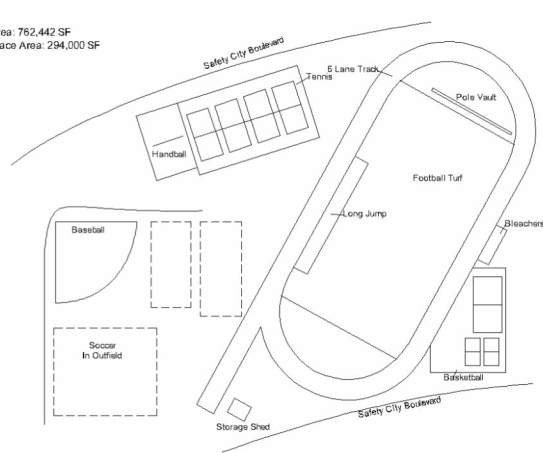 rea: 762,442 SF
ace Area: 294,000 SF
Safety City Boulevard
Tennis
6 Lane Track
Pole Vault
Handball
Football Turf
Long Jump
Bleachers
Baseball
Soccer
In Outfield
Basketball
Safety City Boulevard
Storage Shed